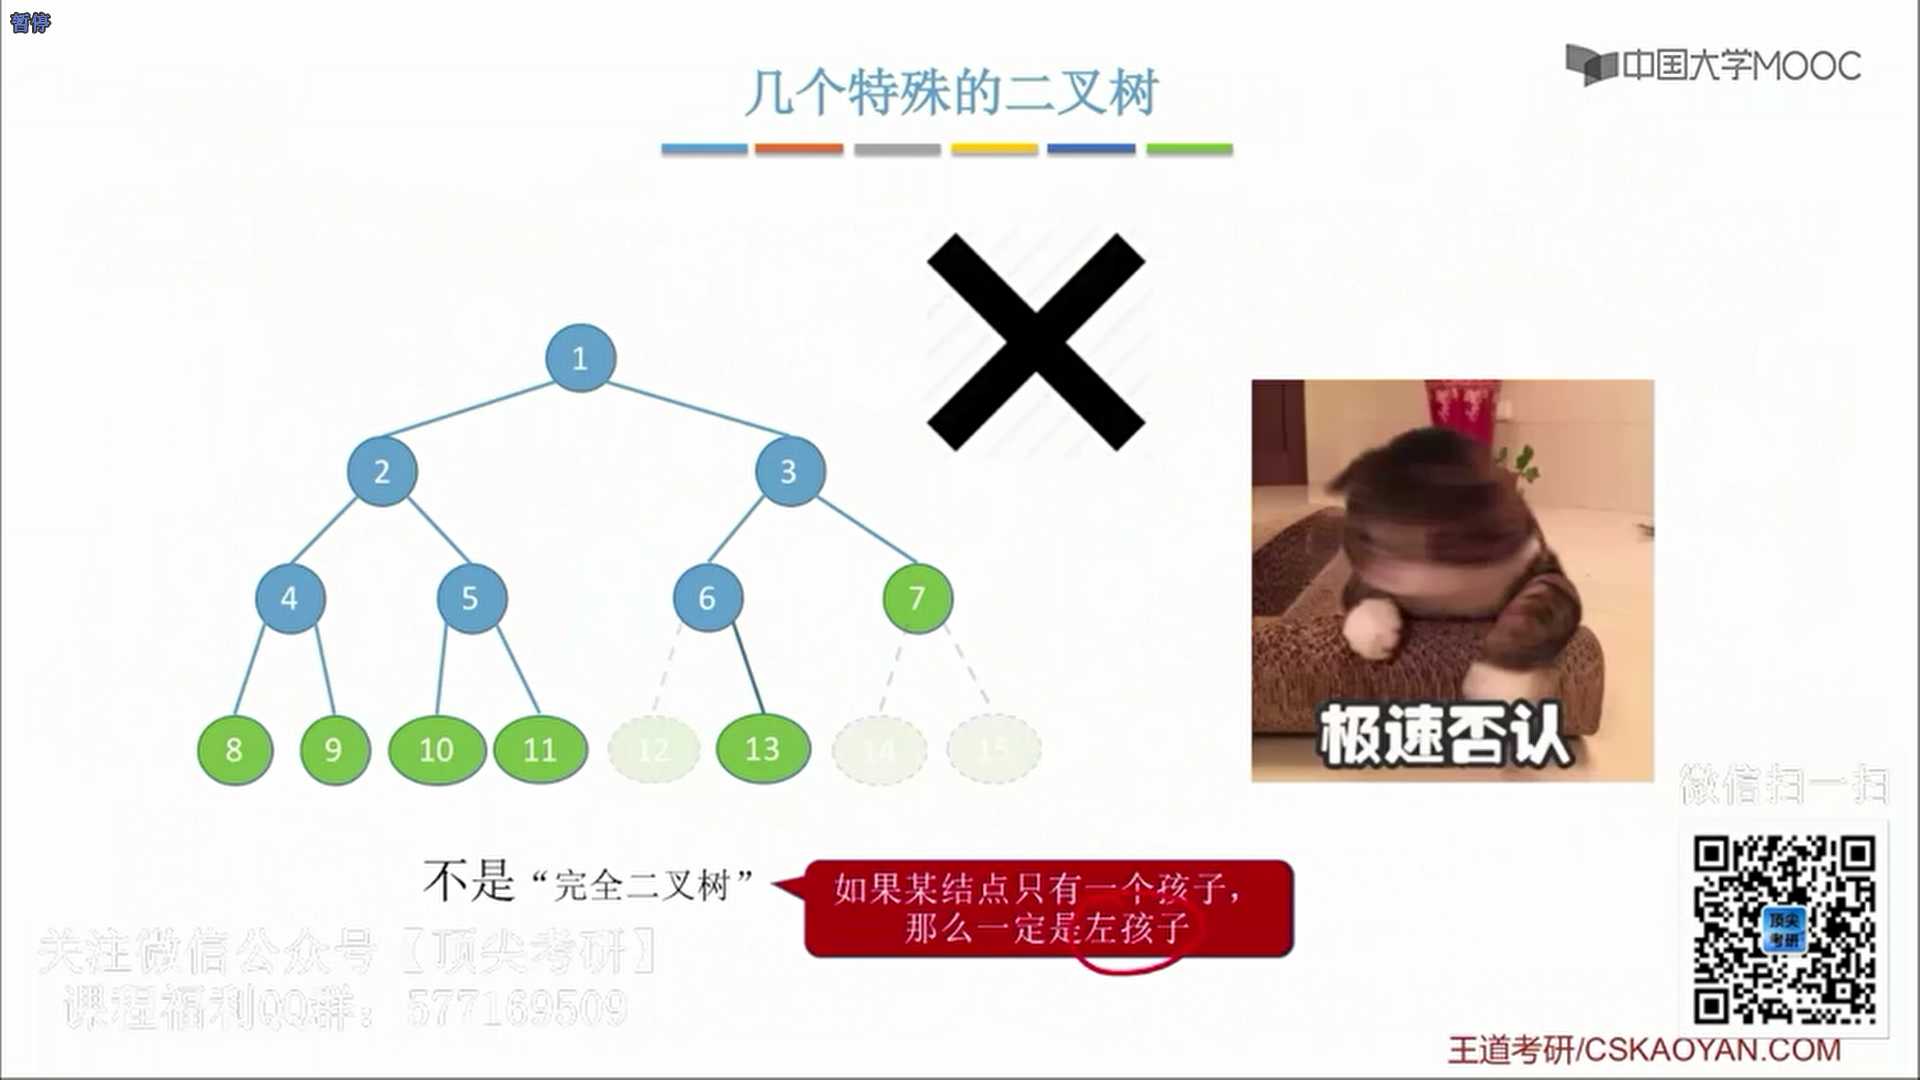 暂停
中国大学MOOC
几个特殊的二叉树
1
2
3
4
5
6
7
8
9
10
11
12
13
14
15
极速否认
微信扫一扫
不是“完全二叉树”
如果某结点只有一个孩子，
那么一定是左孩子
关注微信公众号【顶尖考研】
课程福利QQ群：577169509
顶尖
考研
王道考研/CSKAOYAN.COM